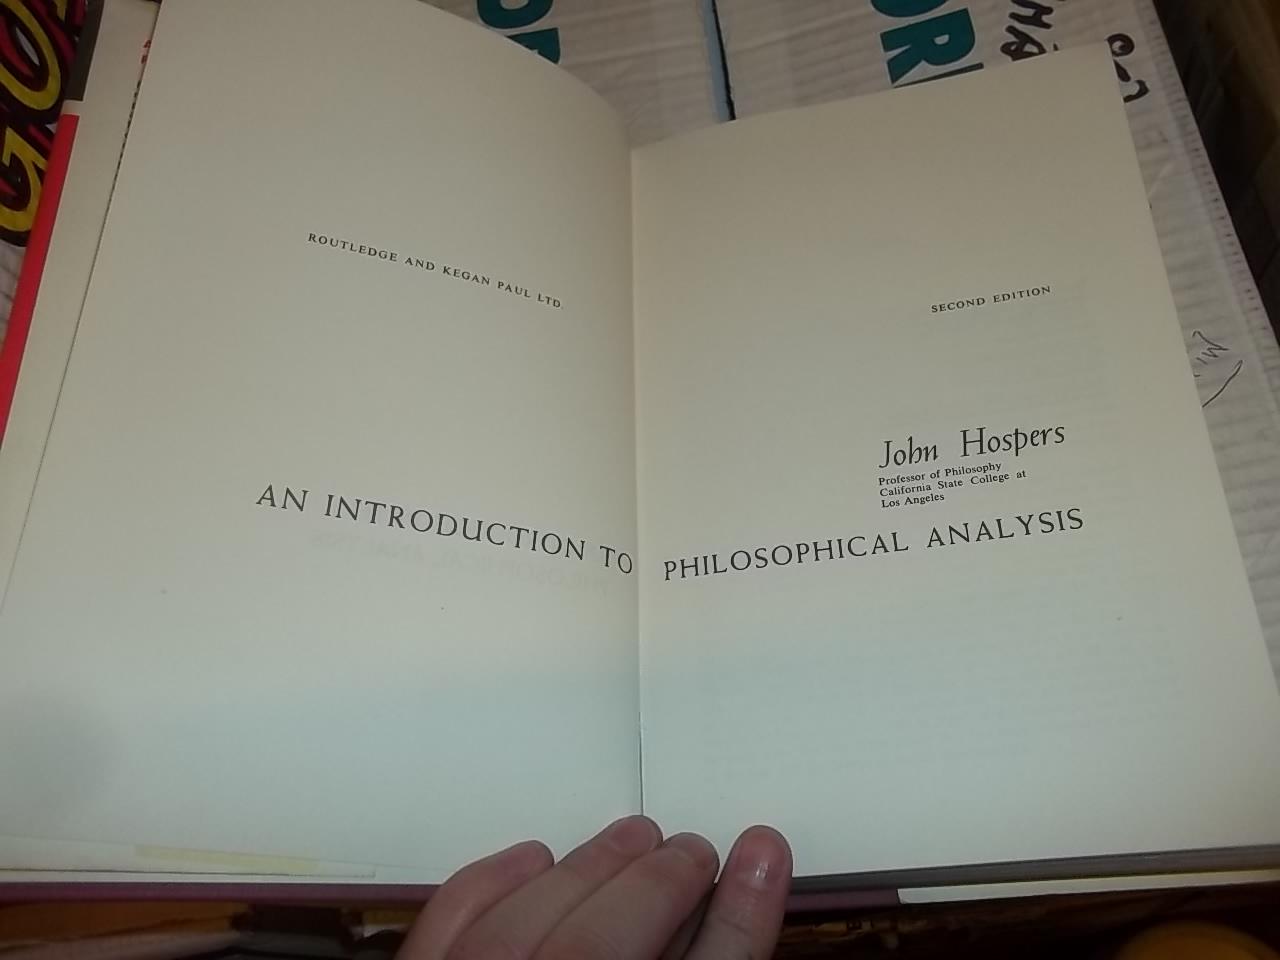 ROUTLEDGE AND KEGAN PAUL LTD.
SECOND EDITION
John Hospers
Professor of Philosophy
California State College at
Los Angeles
AN INTRODUCTION TO PHILOSOPHICAL ANALYSIS